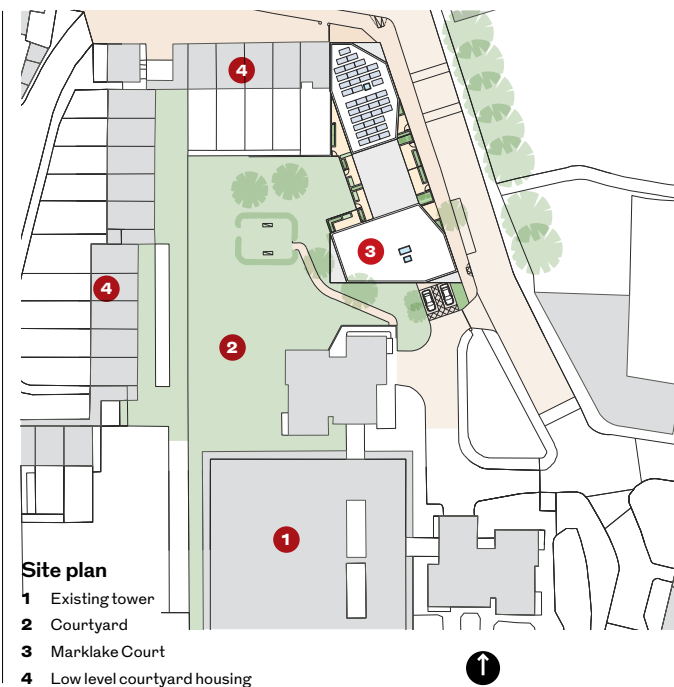 4
3
4
2
1
Site plan
1 Existing tower
2 Courtyard
3 Marklake Court
4 Low level courtyard housing